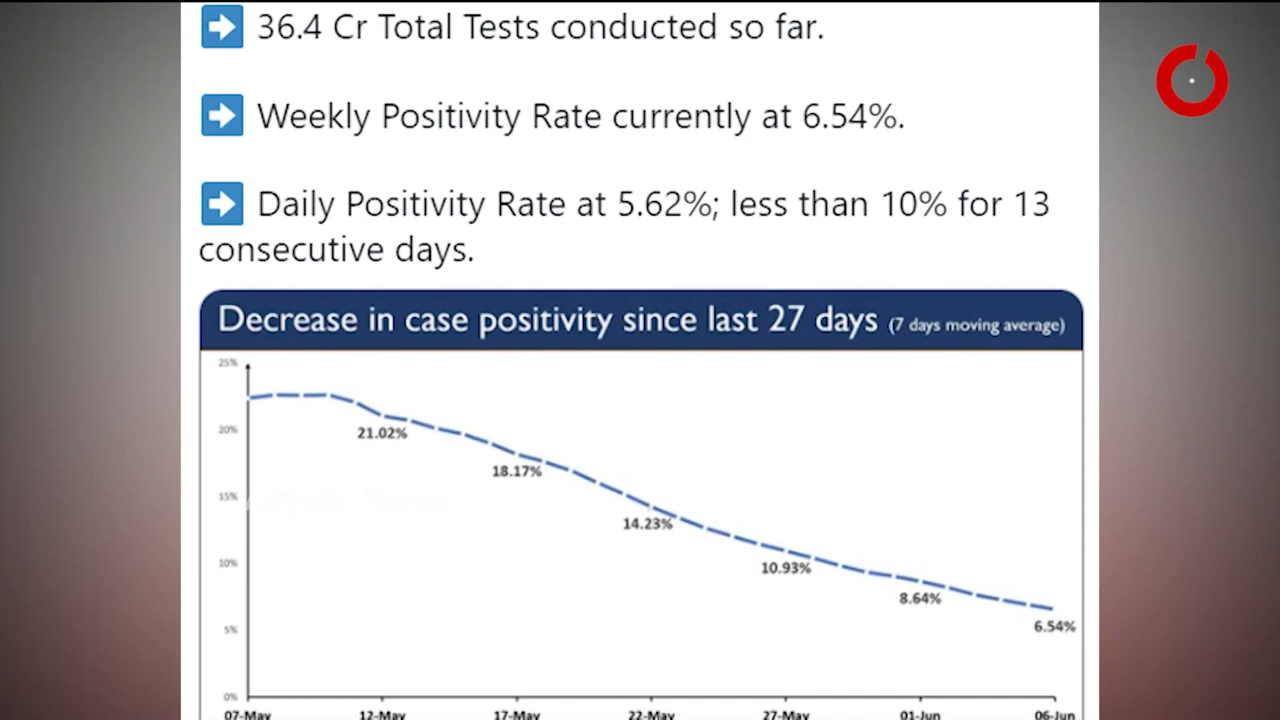 36.4 Cr Total Tests conducted so far.
Weekly Positivity Rate currently at 6.54%.
Daily Positivity Rate at 5.62%; less than 10% for 13
consecutive days.
Decrease in case positivity since last 27 days (7 days moving average)
25%
20%
15%
10%
5%
0%
21.02%
18.17%
14.23%
10.93%
8.64%
6.54%
07-May 12-May 17-May 22-May 27-May 01-Jun 06-Jun